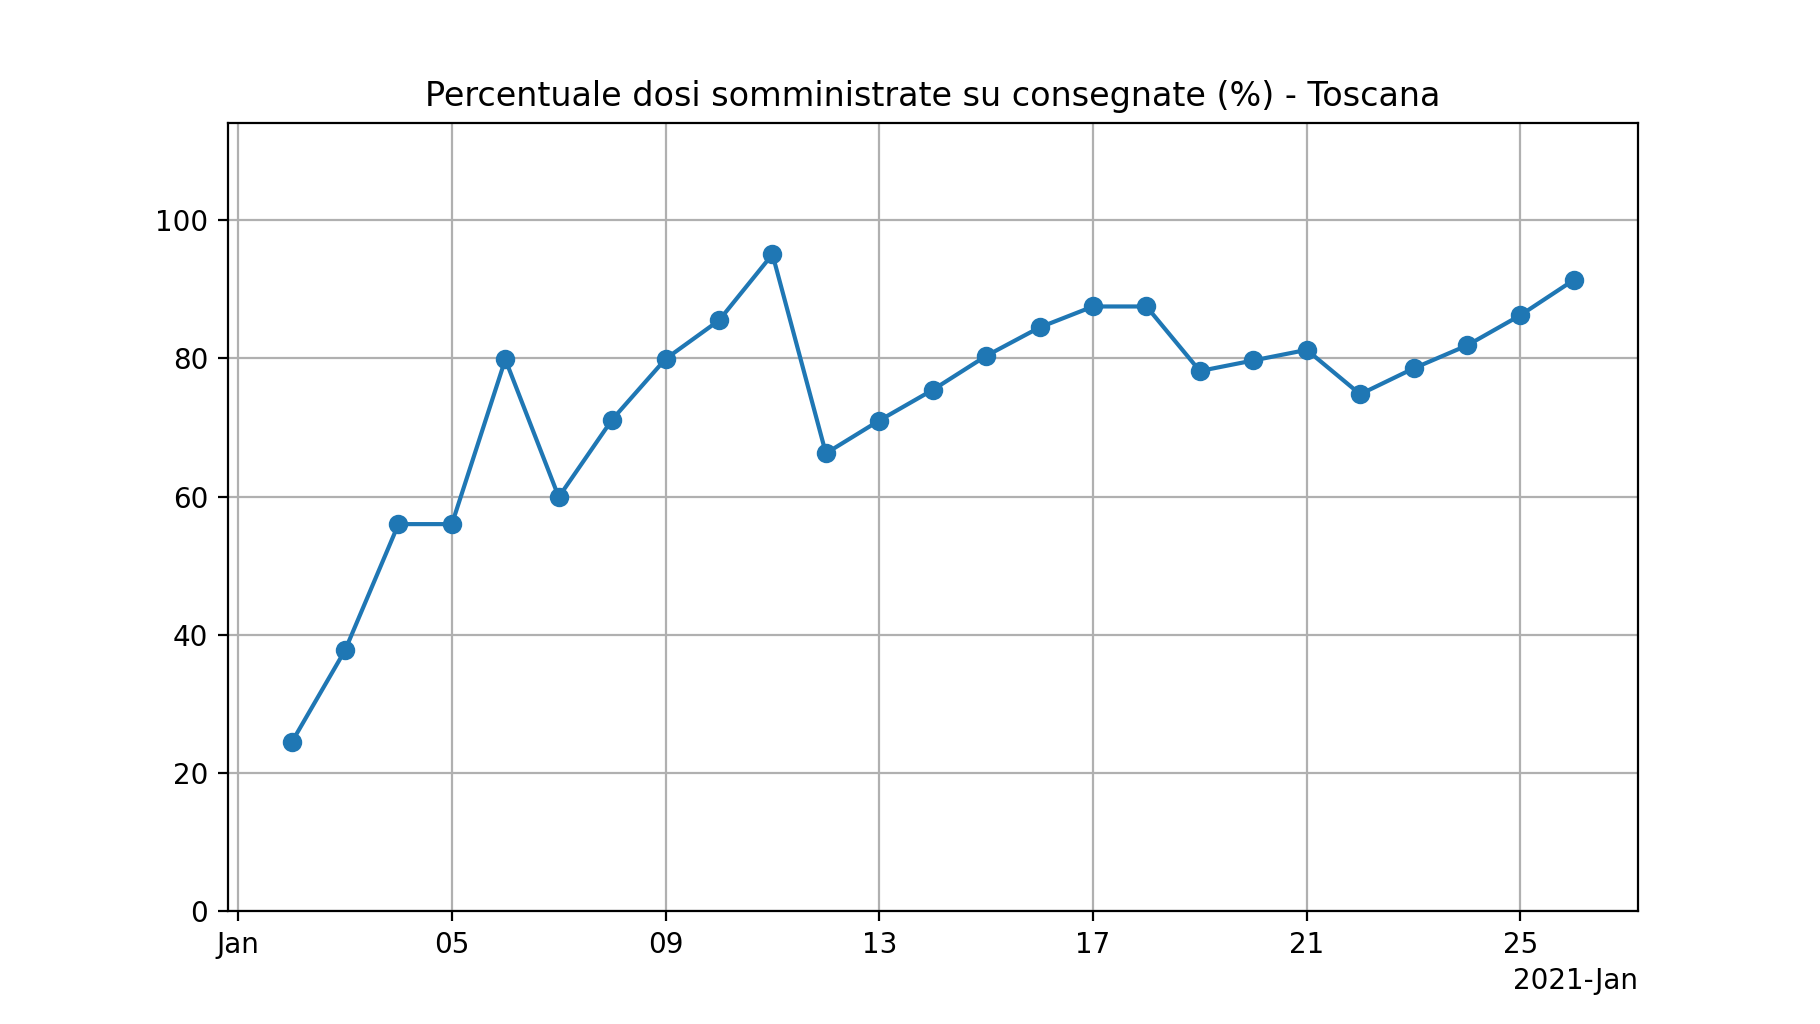 Percentuale dosi somministrate su consegnate (%) - Toscana
100
80
60
40
20
0
Jan 05 09 13 17 21 25
2021-Jan